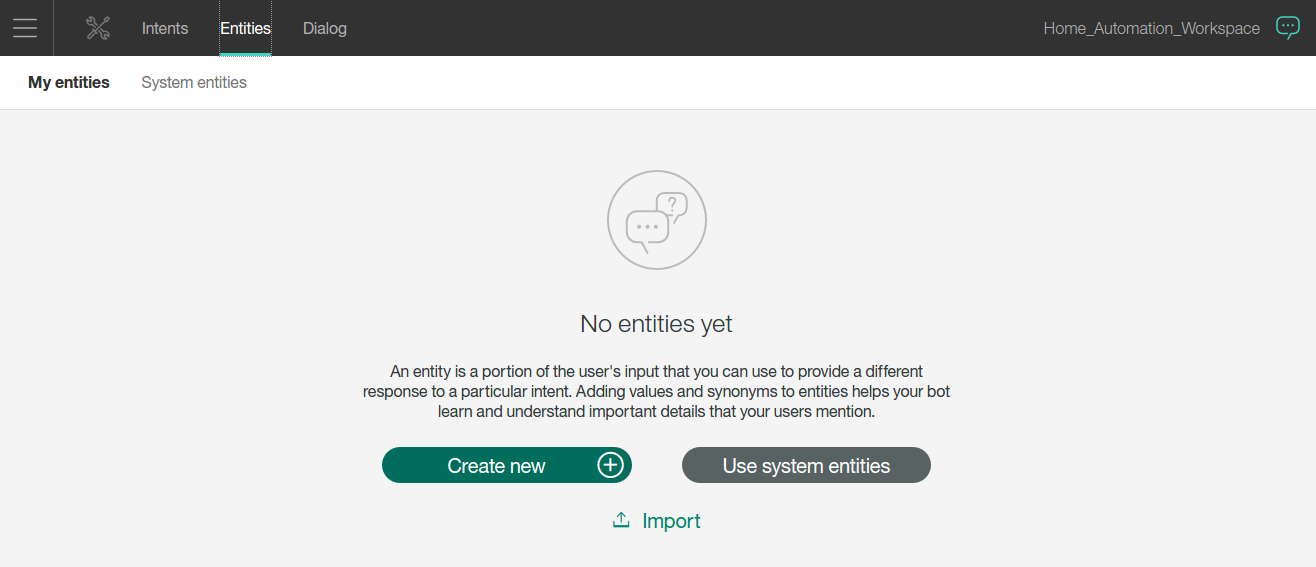 Intents Entities Dialog Home_Automation_Workspace
My entities System entities
?
No entities yet
An entity is a portion of the user's input that you can use to provide a different
response to a particular intent. Adding values and synonyms to entities helps your bot
learn and understand important details that your users mention.
Create new Use system entities
Import